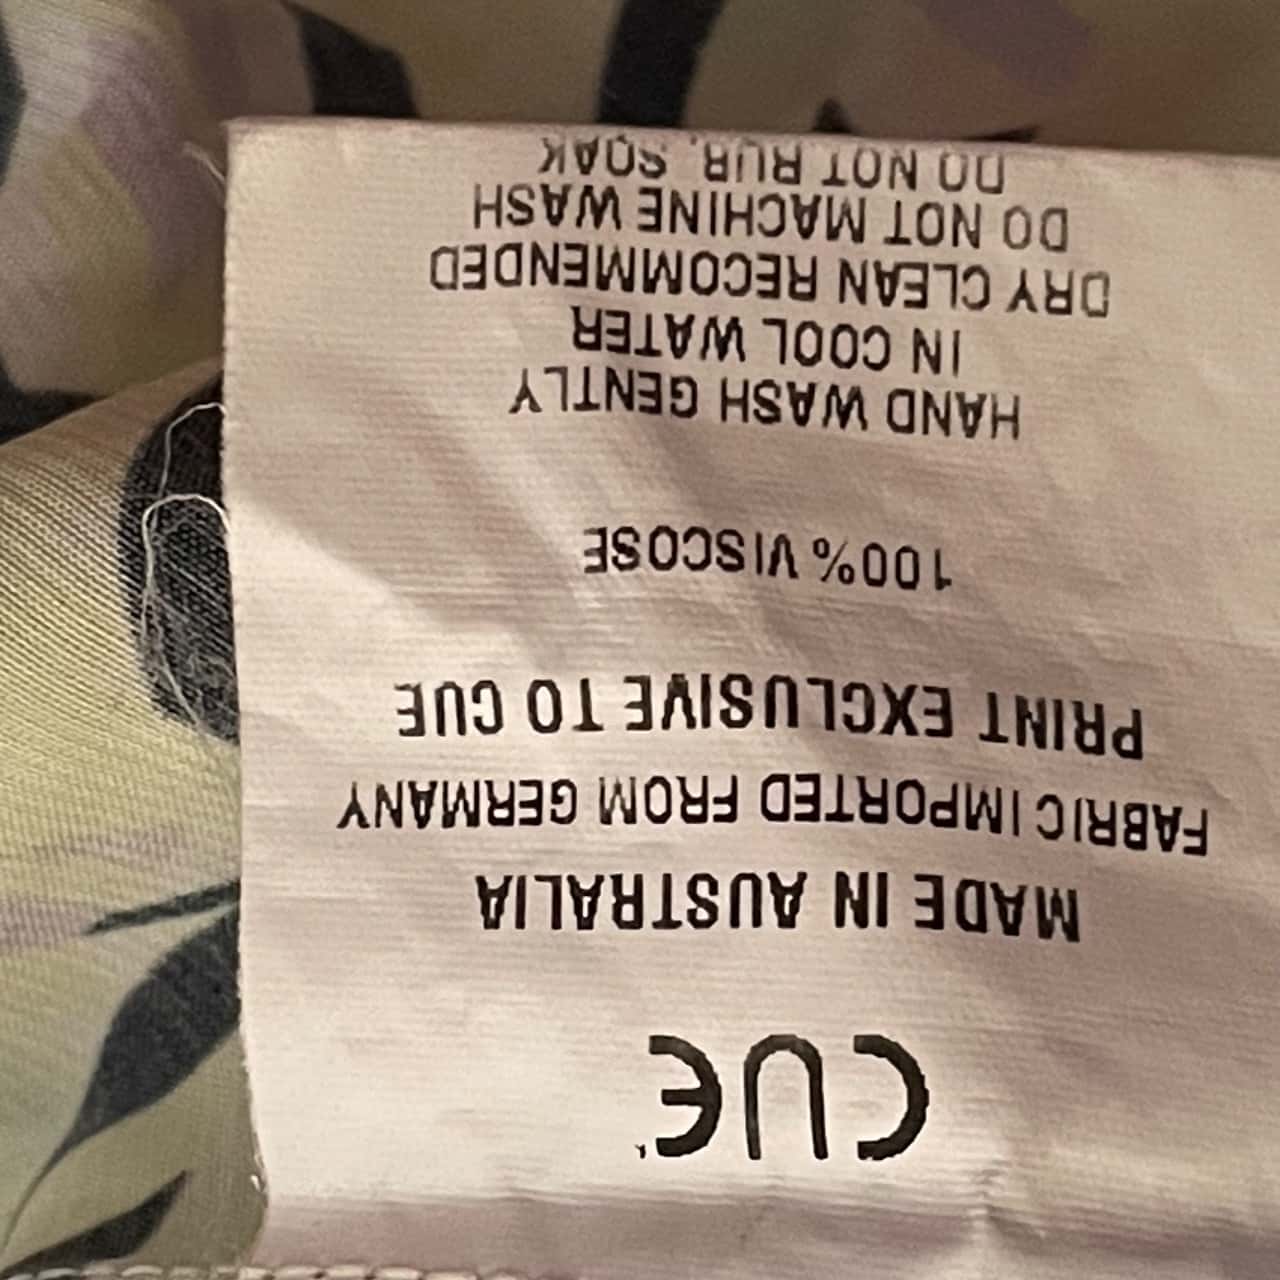 CUE
MADE IN AUSTRALIA
FABRIC IMPORTED FROM GERMANY
PRINT EXCLUSIVE TO CUE
100% VISCOSE
HAND WASH GENTLY
IN COOL WATER
DRY CLEAN RECOMMENDED
DO NOT MACHINE WASH
DO NOT RUB, SOAK